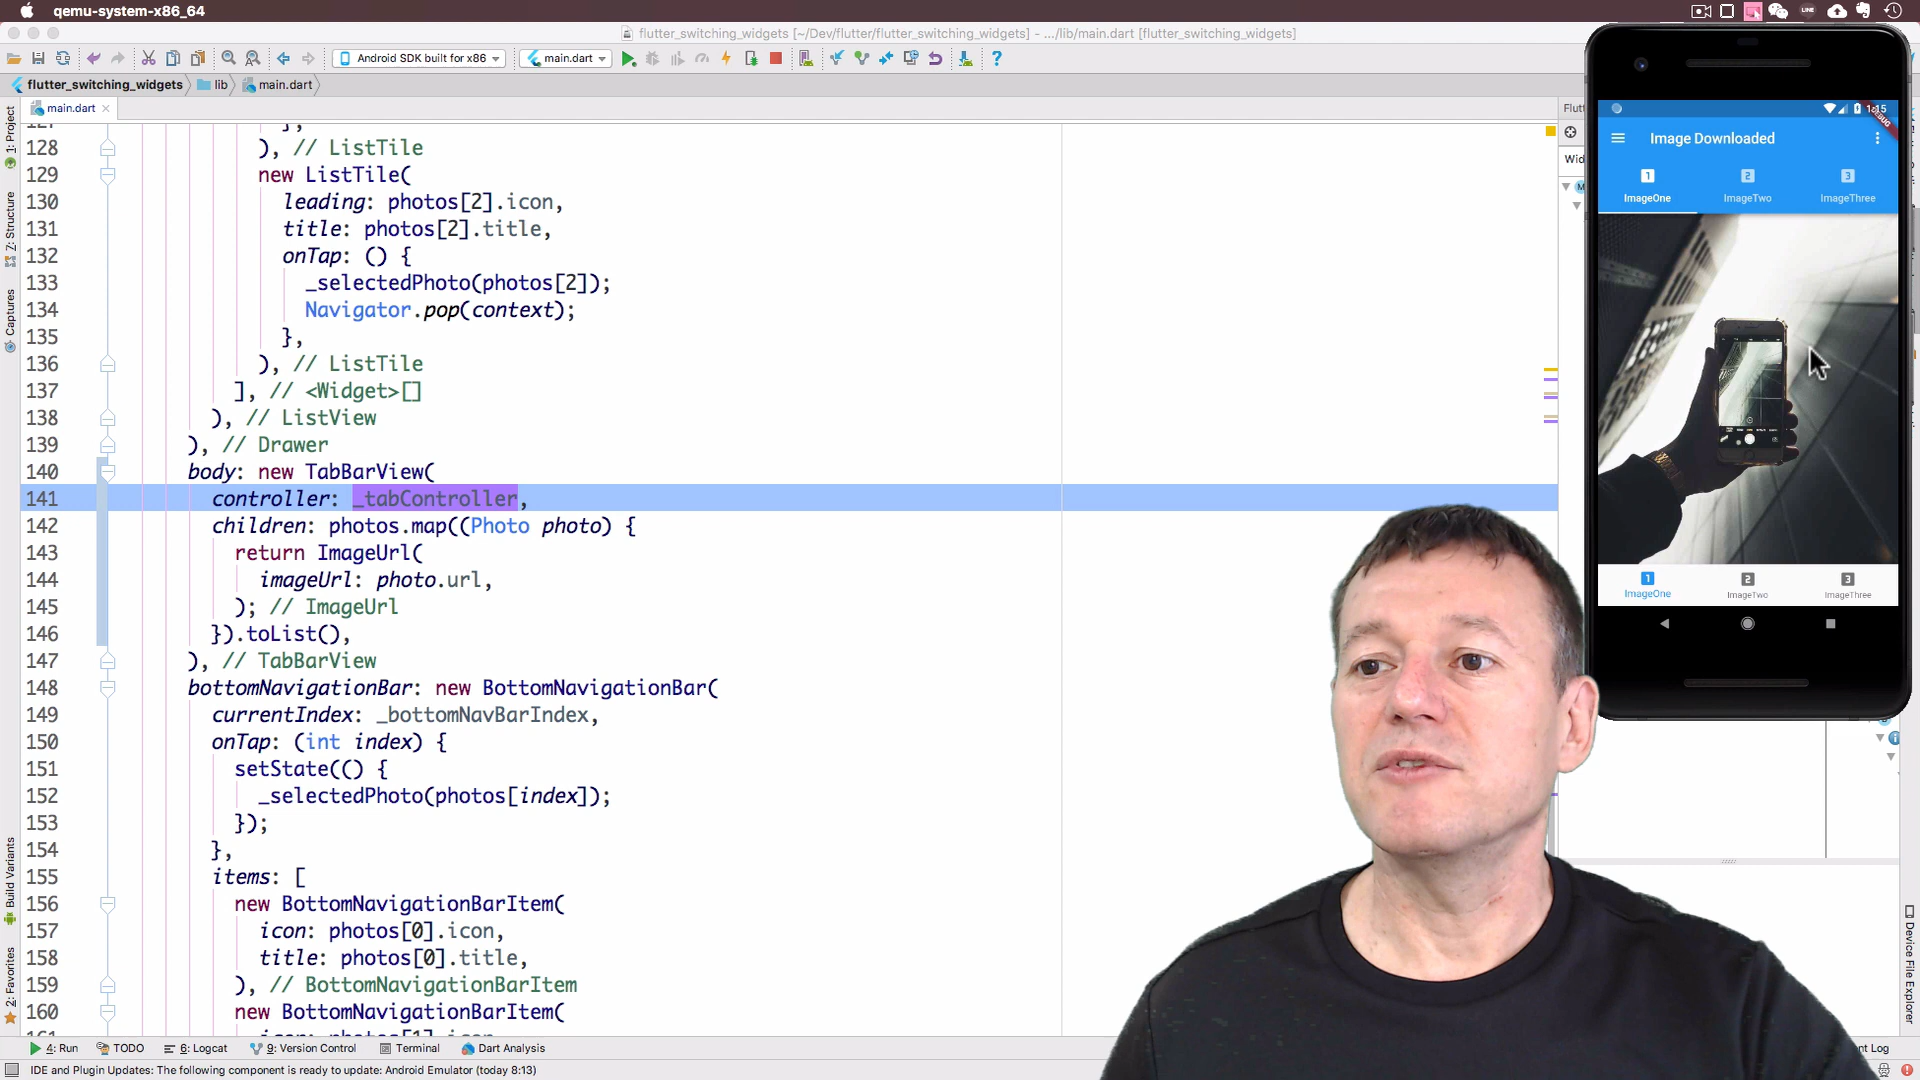 qemu-system-x86_64
flutter_switching_widgets [~/Dev/flutter/flutter_switching_widgets] - .../lib/main.dart [flutter_switching_widgets]
Android SDK built for x86
main.dart
flutter_switching_widgets
lib
main.dart
main.dart
128 ), // ListTile
129 new ListTile(
130 leading: photos[2].icon,
131 title: photos[2].title,
132 onTap: () {
133 _selectedPhoto(photos[2]);
134 Navigator.pop(context);
135 },
136 ), // ListTile
137 ], // <Widget>[]
138 ), // ListView
139 ), // Drawer
140 body: new TabBarView(
141 controller: _tabController,
142 children: photos.map((Photo photo) {
143 return ImageUrl(
144 imageUrl: photo.url,
145 ); // ImageUrl
146 }).toList(),
147 ), // TabBarView
148 bottomNavigationBar: new BottomNavigationBar(
149 currentIndex: _bottomNavBarIndex,
150 onTap: (int index) {
151 setState(() {
152 _selectedPhoto(photos[index]);
153 });
154 },
155 items: [
156 new BottomNavigationBarItem(
157 icon: photos[0].icon,
158 title: photos[0].title,
159 ), // BottomNavigationBarItem
160 new BottomNavigationBarItem(
1: Project
7: Structure
Captures
Build Variants
2: Favorites
Flut
Wid
1:15
Image Downloaded
1 2 3
ImageOne ImageTwo ImageThree
1 2 3
ImageOne ImageTwo ImageThree
Device File Explorer
4: Run
TODO
6: Logcat
9: Version Control
Terminal
Dart Analysis
nt Log
IDE and Plugin Updates: The following component is ready to update: Android Emulator (today 8:13)